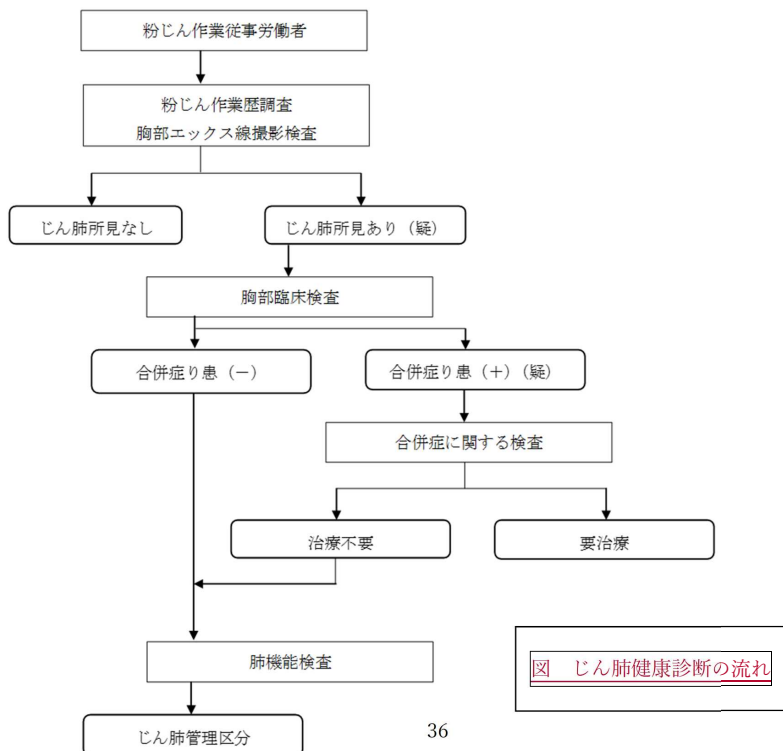 粉じん作業従事労働者
粉じん作業歴調査
胸部エックス線撮影検査
じん肺所見なし
じん肺所見あり（疑）
胸部臨床検査
合併症り患（－）
合併症り患（＋）（疑）
合併症に関する検査
治療不要
要治療
肺機能検査
図　じん肺健康診断の流れ
じん肺管理区分
36